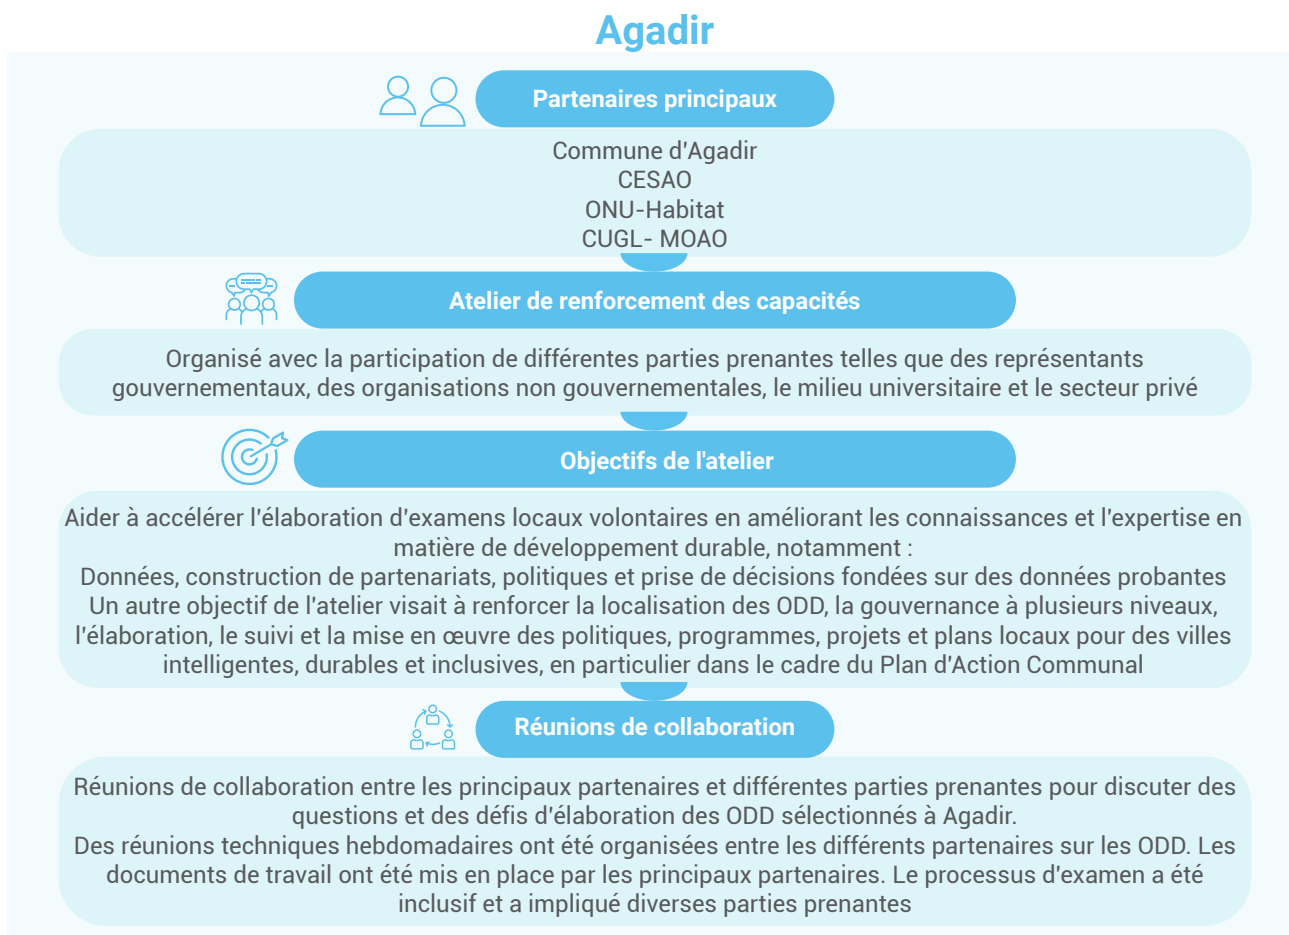 Agadir
Partenaires principaux
Commune d'Agadir
CESAO
ONU-Habitat
CUGL- MOAO
Atelier de renforcement des capacités
Organisé avec la participation de différentes parties prenantes telles que des représentants
gouvernementaux, des organisations non gouvernementales, le milieu universitaire et le secteur privé
Objectifs de l'atelier
Aider à accélérer l'élaboration d'examens locaux volontaires en améliorant les connaissances et l'expertise en
matière de développement durable, notamment :
Données, construction de partenariats, politiques et prise de décisions fondées sur des données probantes
Un autre objectif de l'atelier visait à renforcer la localisation des ODD, la gouvernance à plusieurs niveaux,
l'élaboration, le suivi et la mise en œuvre des politiques, programmes, projets et plans locaux pour des villes
intelligentes, durables et inclusives, en particulier dans le cadre du Plan d'Action Communal
Réunions de collaboration
Réunions de collaboration entre les principaux partenaires et différentes parties prenantes pour discuter des
questions et des défis d'élaboration des ODD sélectionnés à Agadir.
Des réunions techniques hebdomadaires ont été organisées entre les différents partenaires sur les ODD. Les
documents de travail ont été mis en place par les principaux partenaires. Le processus d'examen a été
inclusif et a impliqué diverses parties prenantes